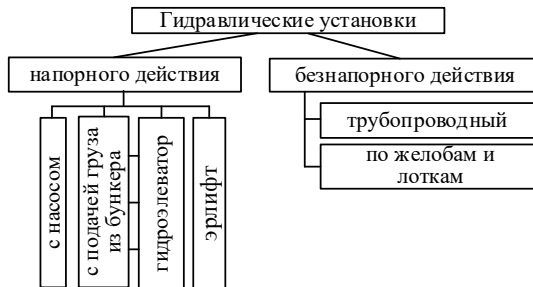 Гидравлические установки
напорного действия
безнапорного действия
с насосом
с подачей груза
из бункера
гидроэлеватор
эрлифт
трубопроводный
по желобам и
лоткам